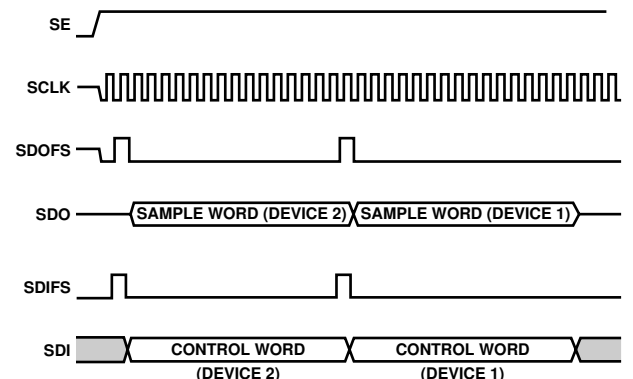 SE
SCLK
SDOFS
SDO
SAMPLE WORD (DEVICE 2)
SAMPLE WORD (DEVICE 1)
SDIFS
SDI
CONTROL WORD
CONTROL WORD
(DEVICE 2)
(DEVICE 1)